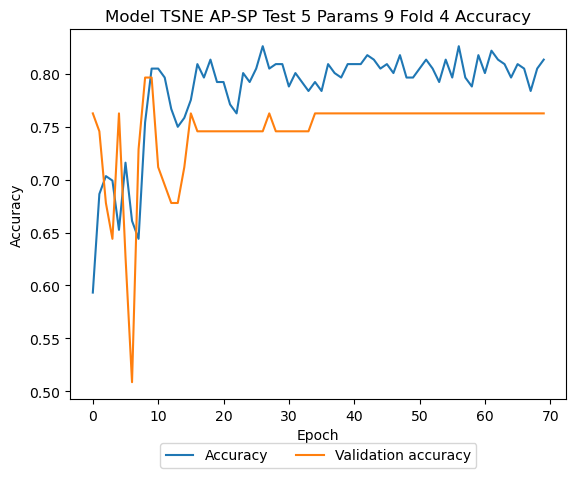 Model TSNE AP-SP Test 5 Params 9 Fold 4 Accuracy
Accuracy
0.80
0.75
0.70
0.65
0.60
0.55
0.50
0 10 20 30 40 50 60 70
Epoch
Accuracy Validation accuracy